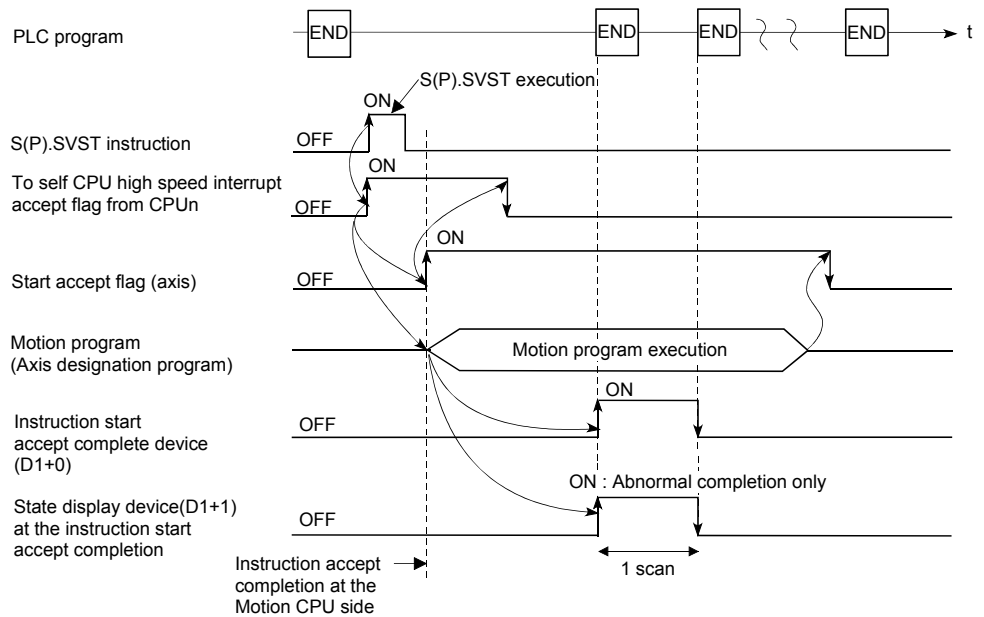 PLC program
END
END
END
END
t
S(P).SVST execution
ON
S(P).SVST instruction
OFF
To self CPU high speed interrupt
accept flag from CPUn
ON
OFF
ON
Start accept flag (axis)
OFF
Motion program
(Axis designation program)
Motion program execution
Instruction start
accept complete device
(D1+0)
ON
OFF
ON : Abnormal completion only
State display device(D1+1)
at the instruction start
accept completion
OFF
Instruction accept
completion at the
Motion CPU side
1 scan